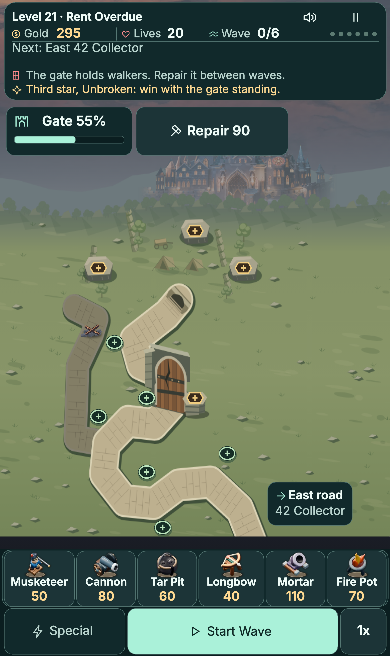 Level 21 · Rent Overdue
Gold 295 Lives 20 Wave 0/6
Next: East 42 Collector
The gate holds walkers. Repair it between waves.
Third star, Unbroken: win with the gate standing.
Gate 55%
Repair 90
→ East road
42 Collector
Musketeer Cannon Tar Pit Longbow Mortar Fire Pot
50 80 60 40 110 70
Special Start Wave 1x